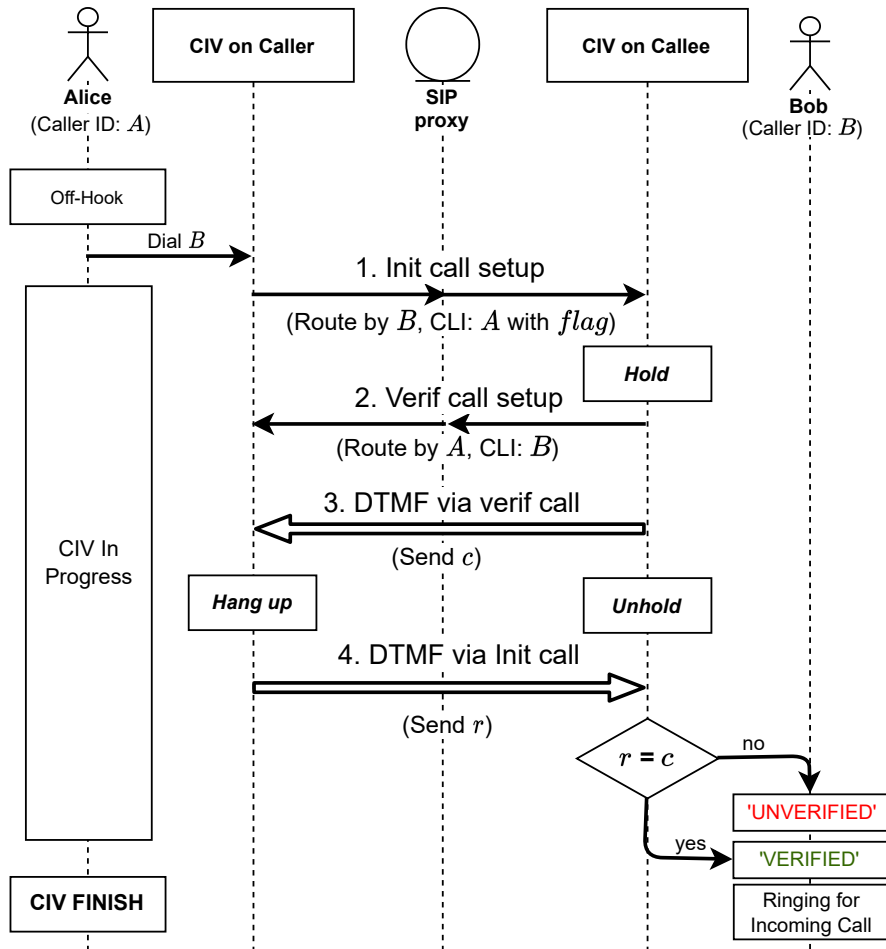 CIV on Caller
CIV on Callee
Alice
(Caller ID: A)
SIP
proxy
Bob
(Caller ID: B)
Off-Hook
Dial B
1. Init call setup
(Route by B, CLI: A with flag)
Hold
2. Verif call setup
(Route by A, CLI: B)
3. DTMF via verif call
(Send c)
CIV In
Progress
Hang up
Unhold
4. DTMF via Init call
(Send r)
r = c
no
'UNVERIFIED'
yes
'VERIFIED'
CIV FINISH
Ringing for
Incoming Call